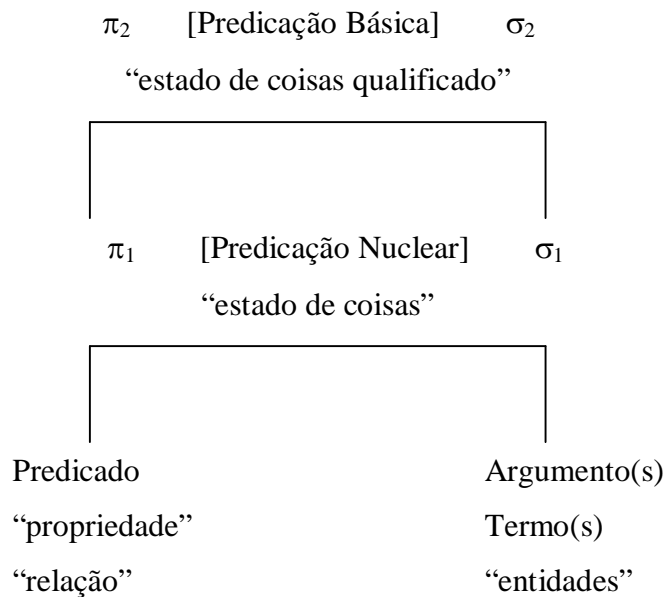 π₂ [Predicação Básica] σ₂
“estado de coisas qualificado”
π₁ [Predicação Nuclear] σ₁
“estado de coisas”
Predicado Argumento(s)
“propriedade” Termo(s)
“relação” “entidades”